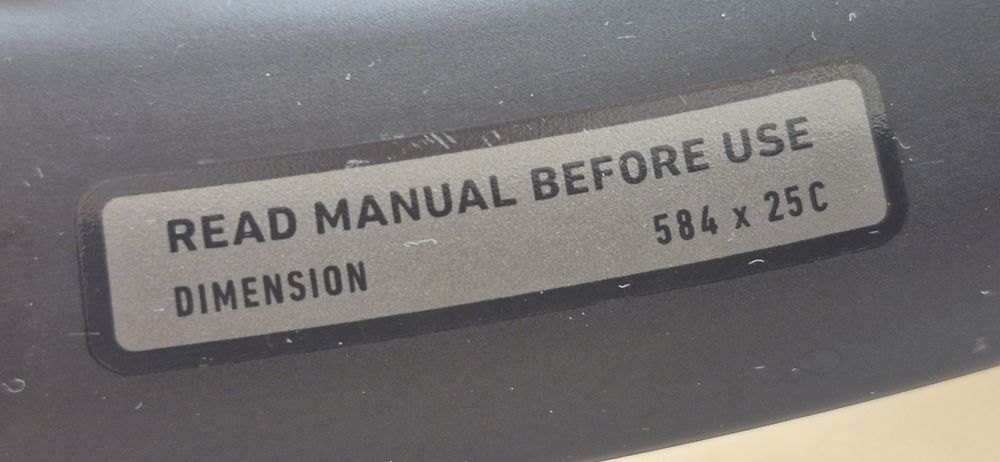 READ MANUAL BEFORE USE
DIMENSION 584 x 25C